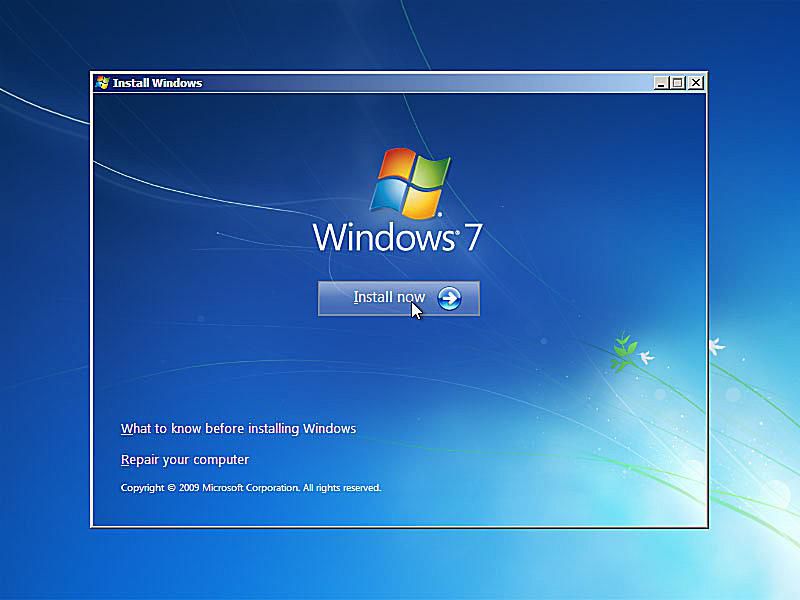 Install Windows
Windows® 7
Install now
What to know before installing Windows
Repair your computer
Copyright © 2009 Microsoft Corporation. All rights reserved.